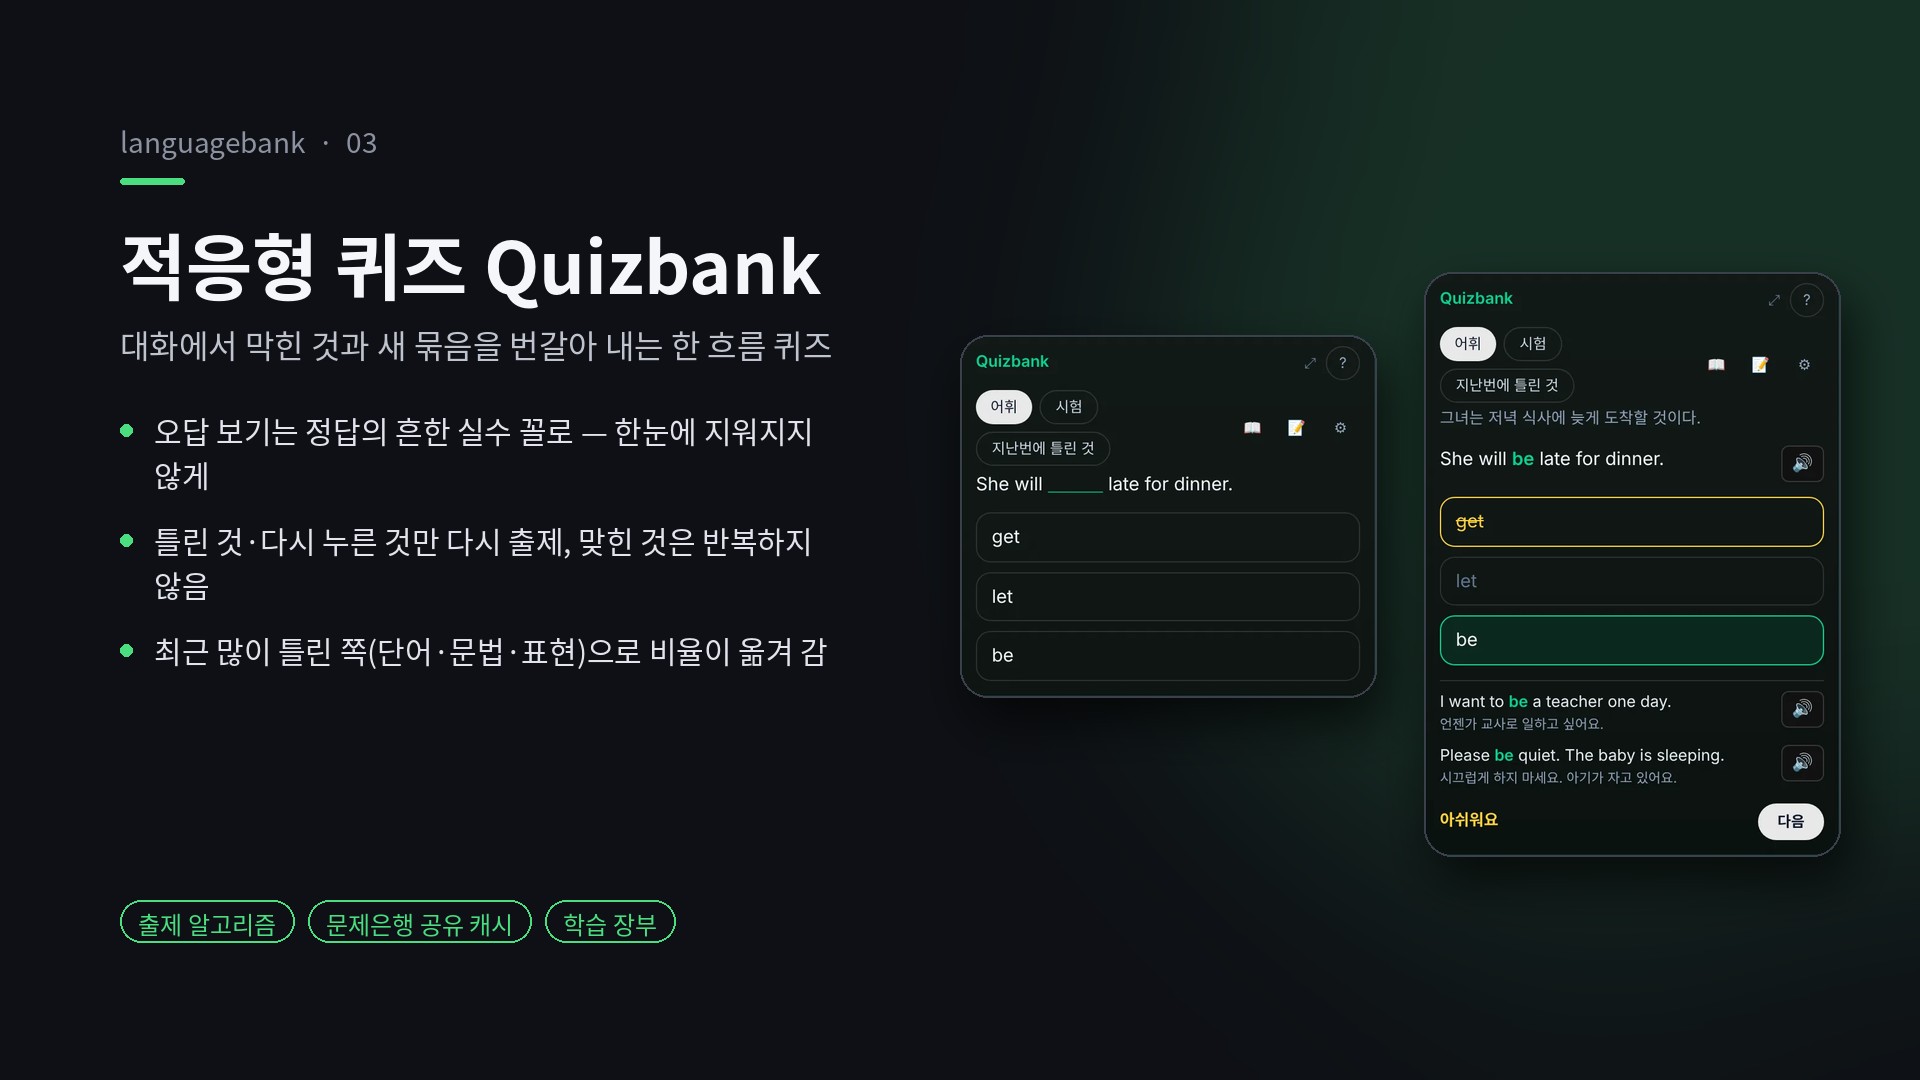 languagebank · 03
적응형 퀴즈 Quizbank
대화에서 막힌 것과 새 묶음을 번갈아 내는 한 흐름 퀴즈
오답 보기는 정답의 흔한 실수 꼴로 — 한눈에 지워지지
않게
틀린 것·다시 누른 것만 다시 출제, 맞힌 것은 반복하지
않음
최근 많이 틀린 쪽(단어·문법·표현)으로 비율이 옮겨 감
출제 알고리즘
문제은행 공유 캐시
학습 장부
Quizbank
?
어휘
시험
지난번에 틀린 것
She will _____ late for dinner.
get
let
be
Quizbank
?
어휘
시험
지난번에 틀린 것
그녀는 저녁 식사에 늦게 도착할 것이다.
She will be late for dinner.
get
let
be
I want to be a teacher one day.
언젠가 교사로 일하고 싶어요.
Please be quiet. The baby is sleeping.
시끄럽게 하지 마세요. 아기가 자고 있어요.
아쉬워요
다음